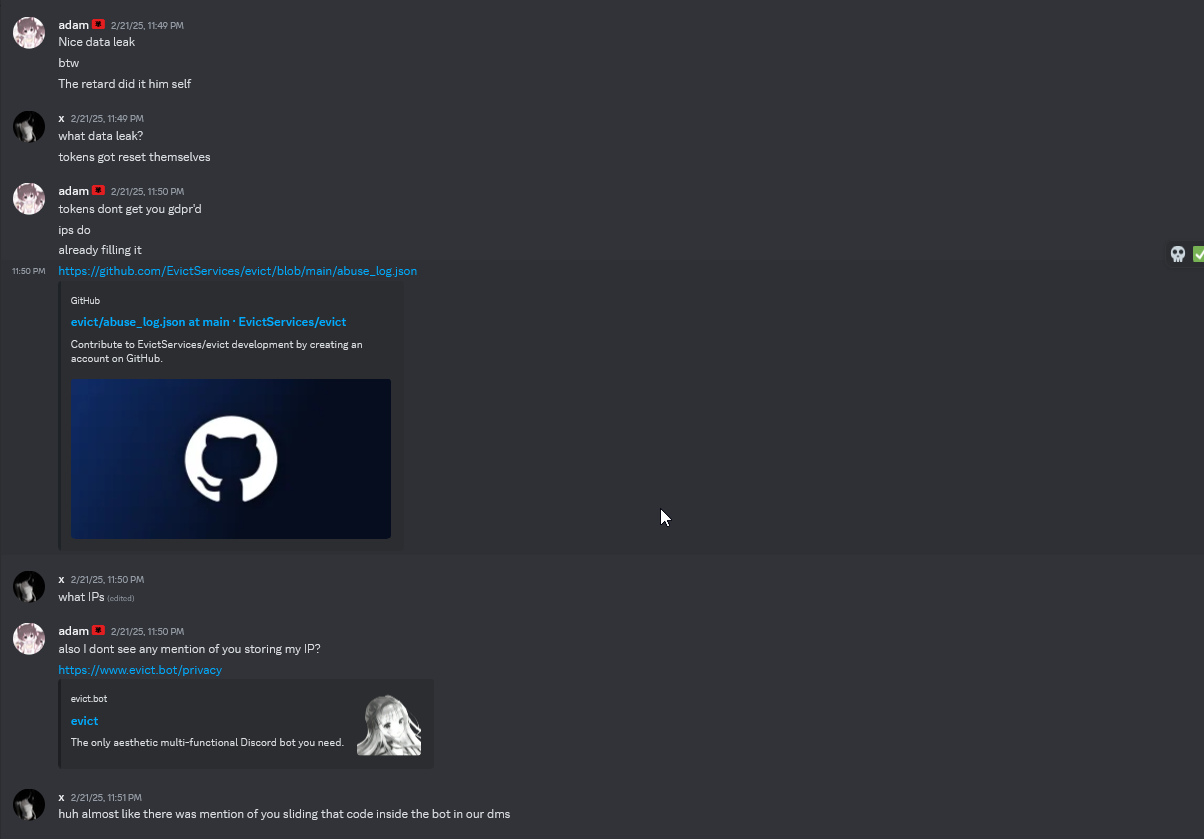 adam 2/21/25, 11:49 PM
Nice data leak
btw
The retard did it him self
x 2/21/25, 11:49 PM
what data leak?
tokens got reset themselves
adam 2/21/25, 11:50 PM
tokens dont get you gdpr'd
ips do
already filling it
11:50 PM https://github.com/EvictServices/evict/blob/main/abuse_log.json
GitHub
evict/abuse_log.json at main · EvictServices/evict
Contribute to EvictServices/evict development by creating an
account on GitHub.
x 2/21/25, 11:50 PM
what IPs (edited)
adam 2/21/25, 11:50 PM
also I dont see any mention of you storing my IP?
https://www.evict.bot/privacy
evict.bot
evict
The only aesthetic multi-functional Discord bot you need.
x 2/21/25, 11:51 PM
huh almost like there was mention of you sliding that code inside the bot in our dms